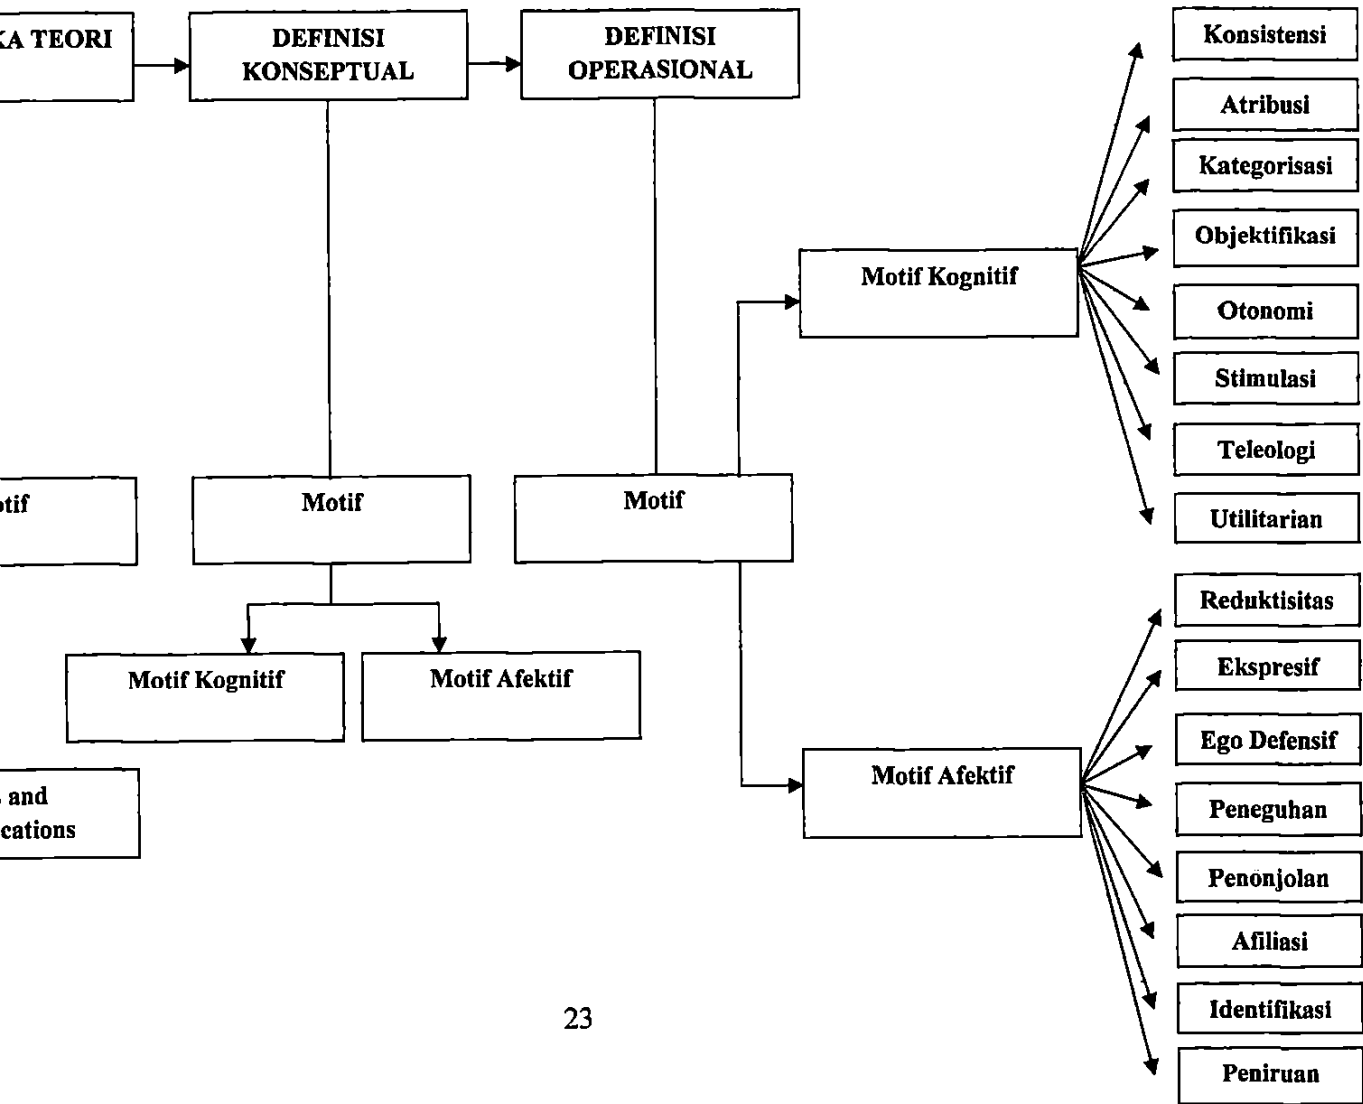 KA TEORI
DEFINISI
KONSEPTUAL
DEFINISI
OPERASIONAL
Konsistensi
Atribusi
Kategorisasi
Objektifikasi
Otonomi
Stimulasi
Teleologi
Utilitarian
Motif Kognitif
otif
Motif
Motif
Motif Kognitif
Motif Afektif
and
cations
Motif Afektif
Reduktisitas
Ekspresif
Ego Defensif
Peneguhan
Penonjolan
Afiliasi
Identifikasi
Peniruan
23